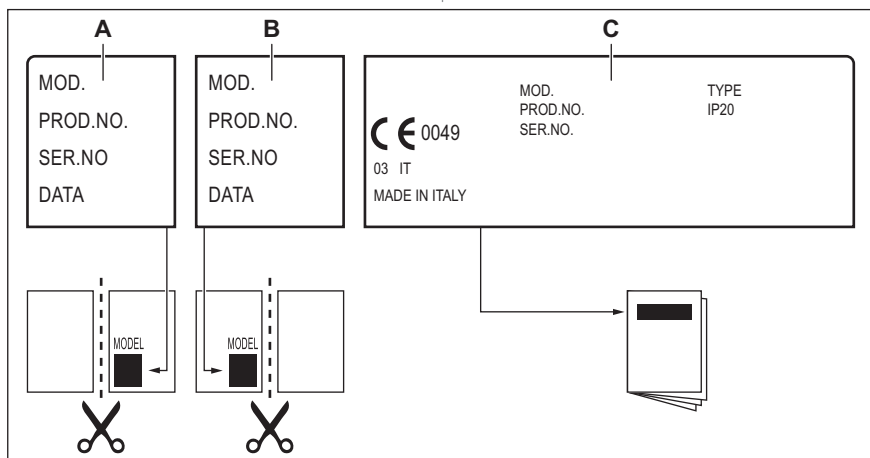 A
B
C
MOD.
PROD.NO.
SER.NO
DATA
MOD.
PROD.NO.
SER.NO
DATA
MOD.
PROD.NO.
SER.NO.
TYPE
IP20
CE 0049
03 IT
MADE IN ITALY
MODEL
MODEL